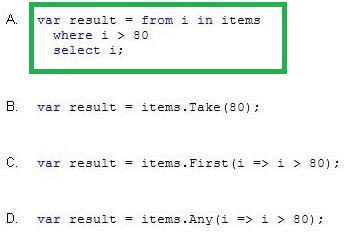 A. var result = from i in items
where i > 80
select i;
B. var result = items.Take(80);
C. var result = items.First(i => i > 80);
D. var result = items.Any(i => i > 80);